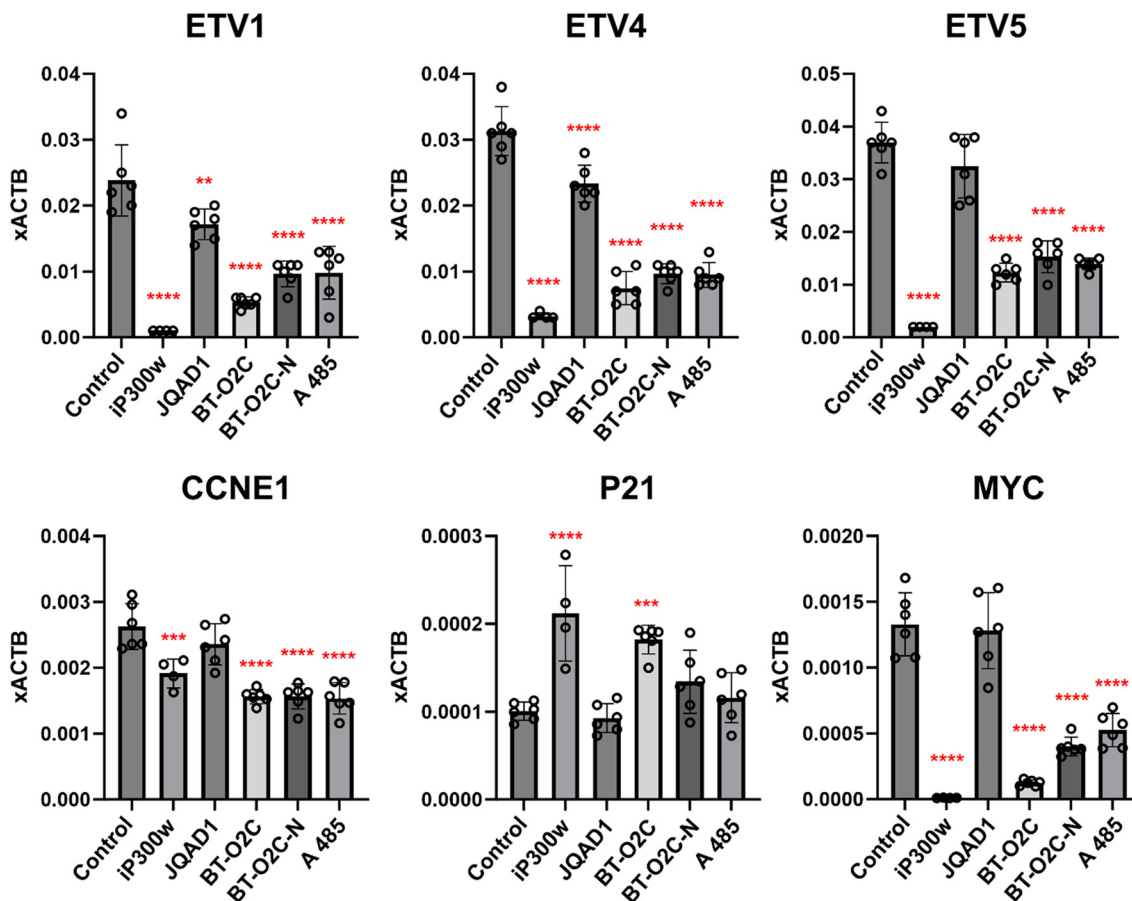 ETV1
xACTB
0.04
0.03
0.02
0.01
0.00
****
**
****
****
****
Control
iP300w
JQAD1
BT-O2C
BT-O2C-N
A 485
ETV4
xACTB
0.04
0.03
0.02
0.01
0.00
****
****
****
****
****
Control
iP300w
JQAD1
BT-O2C
BT-O2C-N
A 485
ETV5
xACTB
0.05
0.04
0.03
0.02
0.01
0.00
****
****
****
****
Control
iP300w
JQAD1
BT-O2C
BT-O2C-N
A 485
CCNE1
xACTB
0.004
0.003
0.002
0.001
0.000
***
****
****
****
Control
iP300w
JQAD1
BT-O2C
BT-O2C-N
A 485
P21
xACTB
0.0003
0.0002
0.0001
0.0000
****
***
Control
iP300w
JQAD1
BT-O2C
BT-O2C-N
A 485
MYC
xACTB
0.0020
0.0015
0.0010
0.0005
0.0000
****
****
****
****
Control
iP300w
JQAD1
BT-O2C
BT-O2C-N
A 485